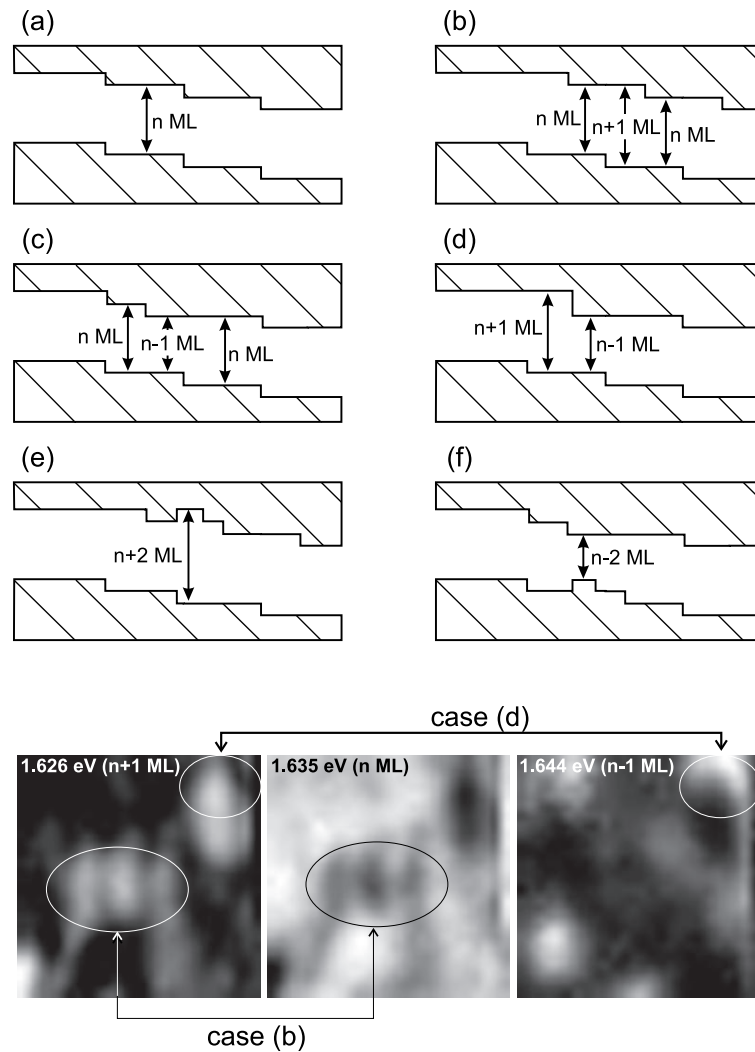 (a)
(b)
n ML
n ML
n+1 ML
n ML
(c)
(d)
n ML
n-1 ML
n ML
n+1 ML
n-1 ML
(e)
(f)
n+2 ML
n-2 ML
case (d)
1.626 eV (n+1 ML)
1.635 eV (n ML)
1.644 eV (n-1 ML)
case (b)